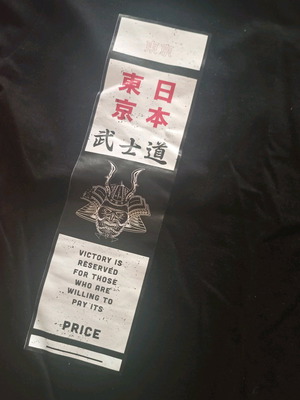 日本
東京
武士道
VICTORY IS
RESERVED
FOR THOSE
WHO ARE
WILLING TO
PAY ITS
PRICE